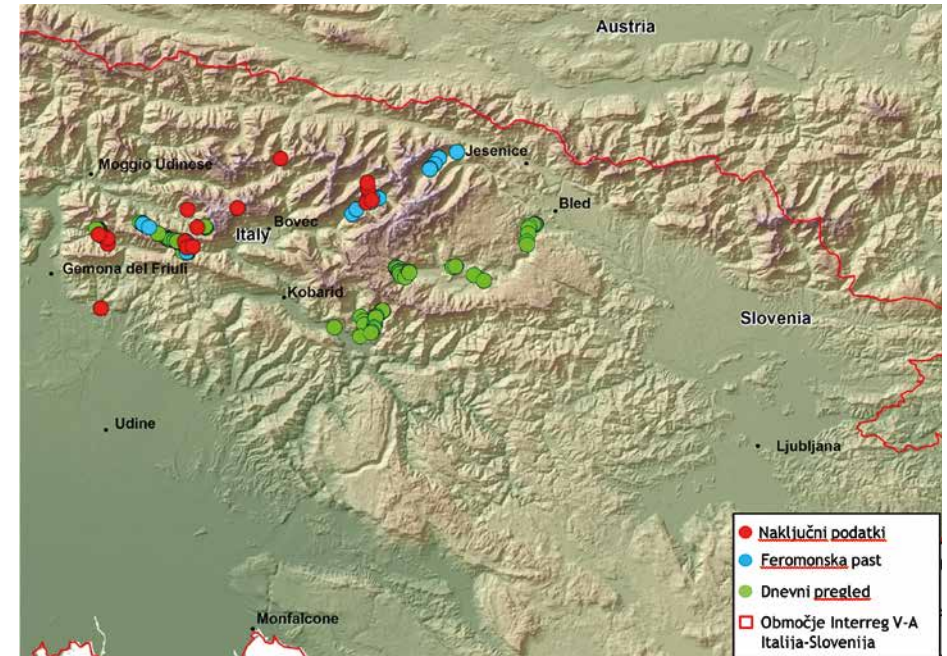 Austria
Jesenice
Moggio Udinese
Bled
Bovec
Italy
Gemona del Friuli
Kobarid
Slovenia
Udine
Ljubljana
Monfalcone
Naključni podatki
Feromonska past
Dnevni pregled
Območje Interreg V-A
Italija-Slovenija